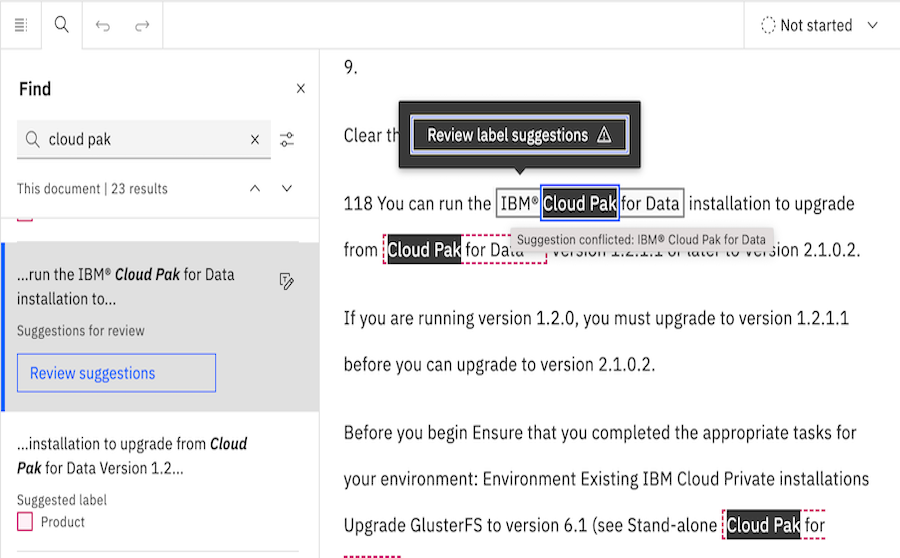 Not started
Find
cloud pak
This document | 23 results
...run the IBM® Cloud Pak for Data
installation to...
Suggestions for review
Review suggestions
...installation to upgrade from Cloud
Pak for Data Version 1.2...
Suggested label
Product
9.
Clear th
Review label suggestions
118 You can run the IBM® Cloud Pak for Data installation to upgrade
Suggestion conflicted: IBM® Cloud Pak for Data
from Cloud Pak for Data version 1.2.1.1 or later to version 2.1.0.2.
If you are running version 1.2.0, you must upgrade to version 1.2.1.1
before you can upgrade to version 2.1.0.2.
Before you begin Ensure that you completed the appropriate tasks for
your environment: Environment Existing IBM Cloud Private installations
Upgrade GlusterFS to version 6.1 (see Stand-alone Cloud Pak for